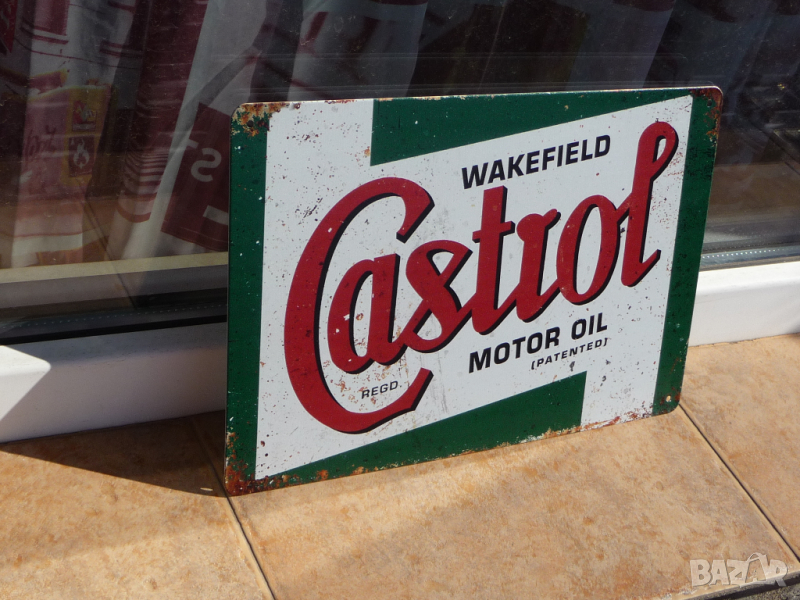 WAKEFIELD
Castrol
REGD.
MOTOR OIL
(PATENTED)
BAZAR